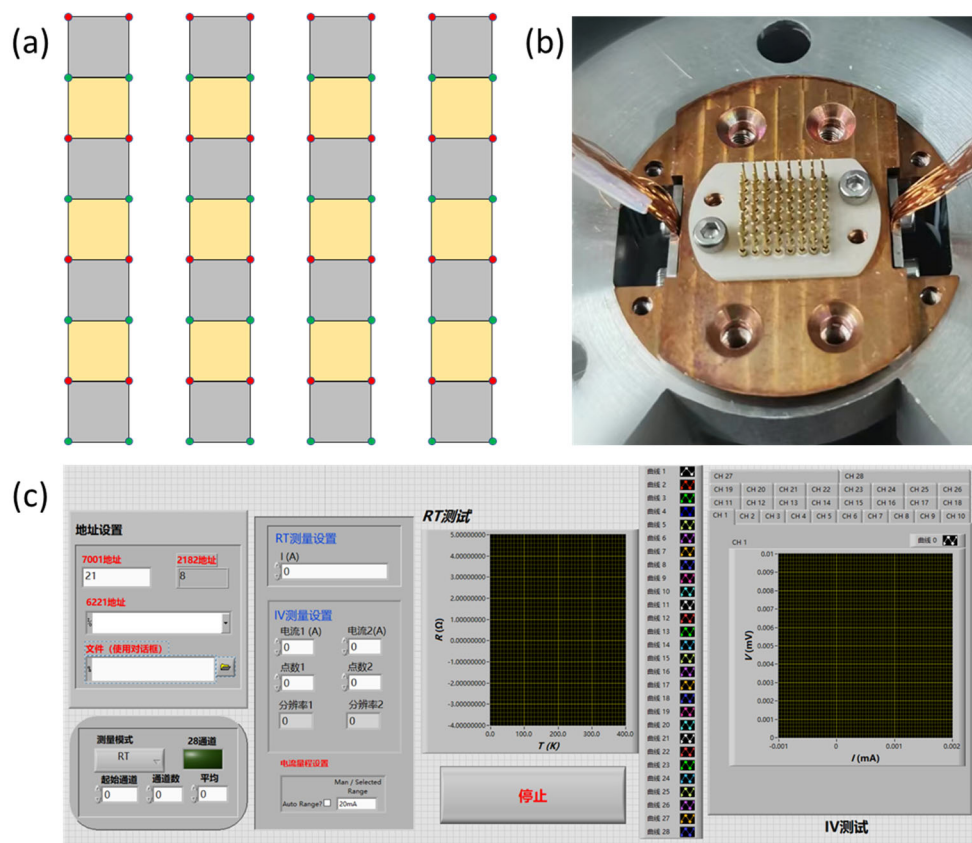 (a)
(b)
(c)
地址设置
7001地址
2182地址
21
8
6221地址
文件（使用对话框）
测量模式
28通道
RT
起始通道
通道数
平均
0
0
0
RT测量设置
I (A)
0
IV测量设置
电流1 (A)
电流2(A)
0
0
点数1
点数2
0
0
分辨率1
分辨率2
0
0
电流量程设置
Man / Selected
Range
Auto Range?
20mA
RT测试
R (Ω)
5.00000000
4.00000000
3.00000000
2.00000000
1.00000000
0.00000000
-1.00000000
-2.00000000
-3.00000000
-4.00000000
0.0 100.0 200.0 300.0 400.0
T (K)
停止
曲线 1
曲线 2
曲线 3
曲线 4
曲线 5
曲线 6
曲线 7
曲线 8
曲线 9
曲线 10
曲线 11
曲线 12
曲线 13
曲线 14
曲线 15
曲线 16
曲线 17
曲线 18
曲线 19
曲线 20
曲线 21
曲线 22
曲线 23
曲线 24
曲线 25
曲线 26
曲线 27
曲线 28
CH 27 CH 28
CH 19 CH 20 CH 21 CH 22 CH 23 CH 24 CH 25 CH 26
CH 11 CH 12 CH 13 CH 14 CH 15 CH 16 CH 17 CH 18
CH 1 CH 2 CH 3 CH 4 CH 5 CH 6 CH 7 CH 8 CH 9 CH 10
CH 1
曲线 0
V (mV)
0.01
0.009
0.008
0.007
0.006
0.005
0.004
0.003
0.002
0.001
0
-0.001 0 0.001 0.002
I (mA)
IV测试